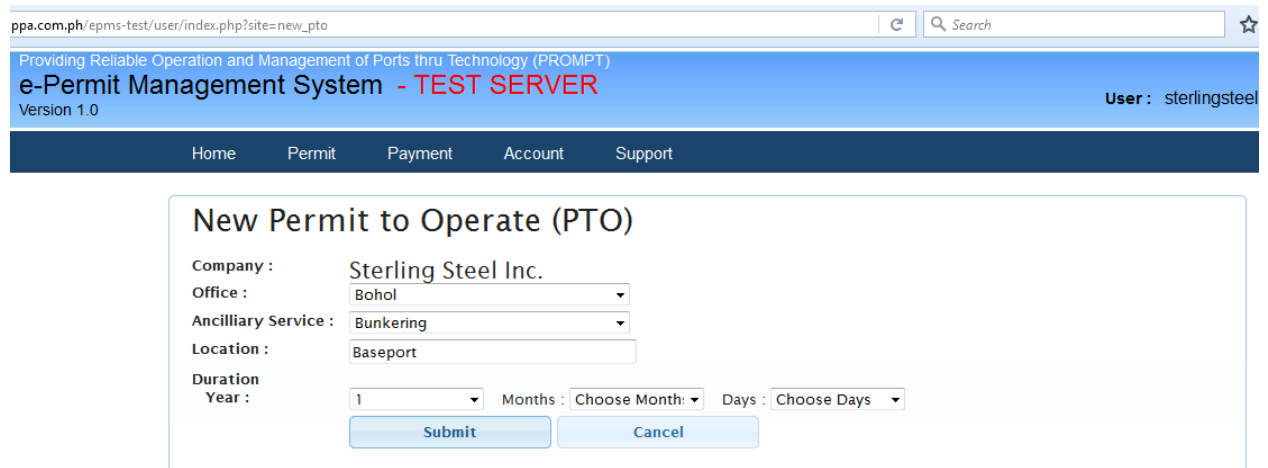 ppa.com.ph/epms-test/user/index.php?site=new_pto Search
Providing Reliable Operation and Management of Ports thru Technology (PROMPT)
e-Permit Management System - TEST SERVER
Version 1.0
User : sterlingsteel
Home Permit Payment Account Support
New Permit to Operate (PTO)
Company : Sterling Steel Inc.
Office : Bohol
Ancilliary Service : Bunkering
Location : Baseport
Duration
Year : 1 Months : Choose Month Days : Choose Days
Submit Cancel